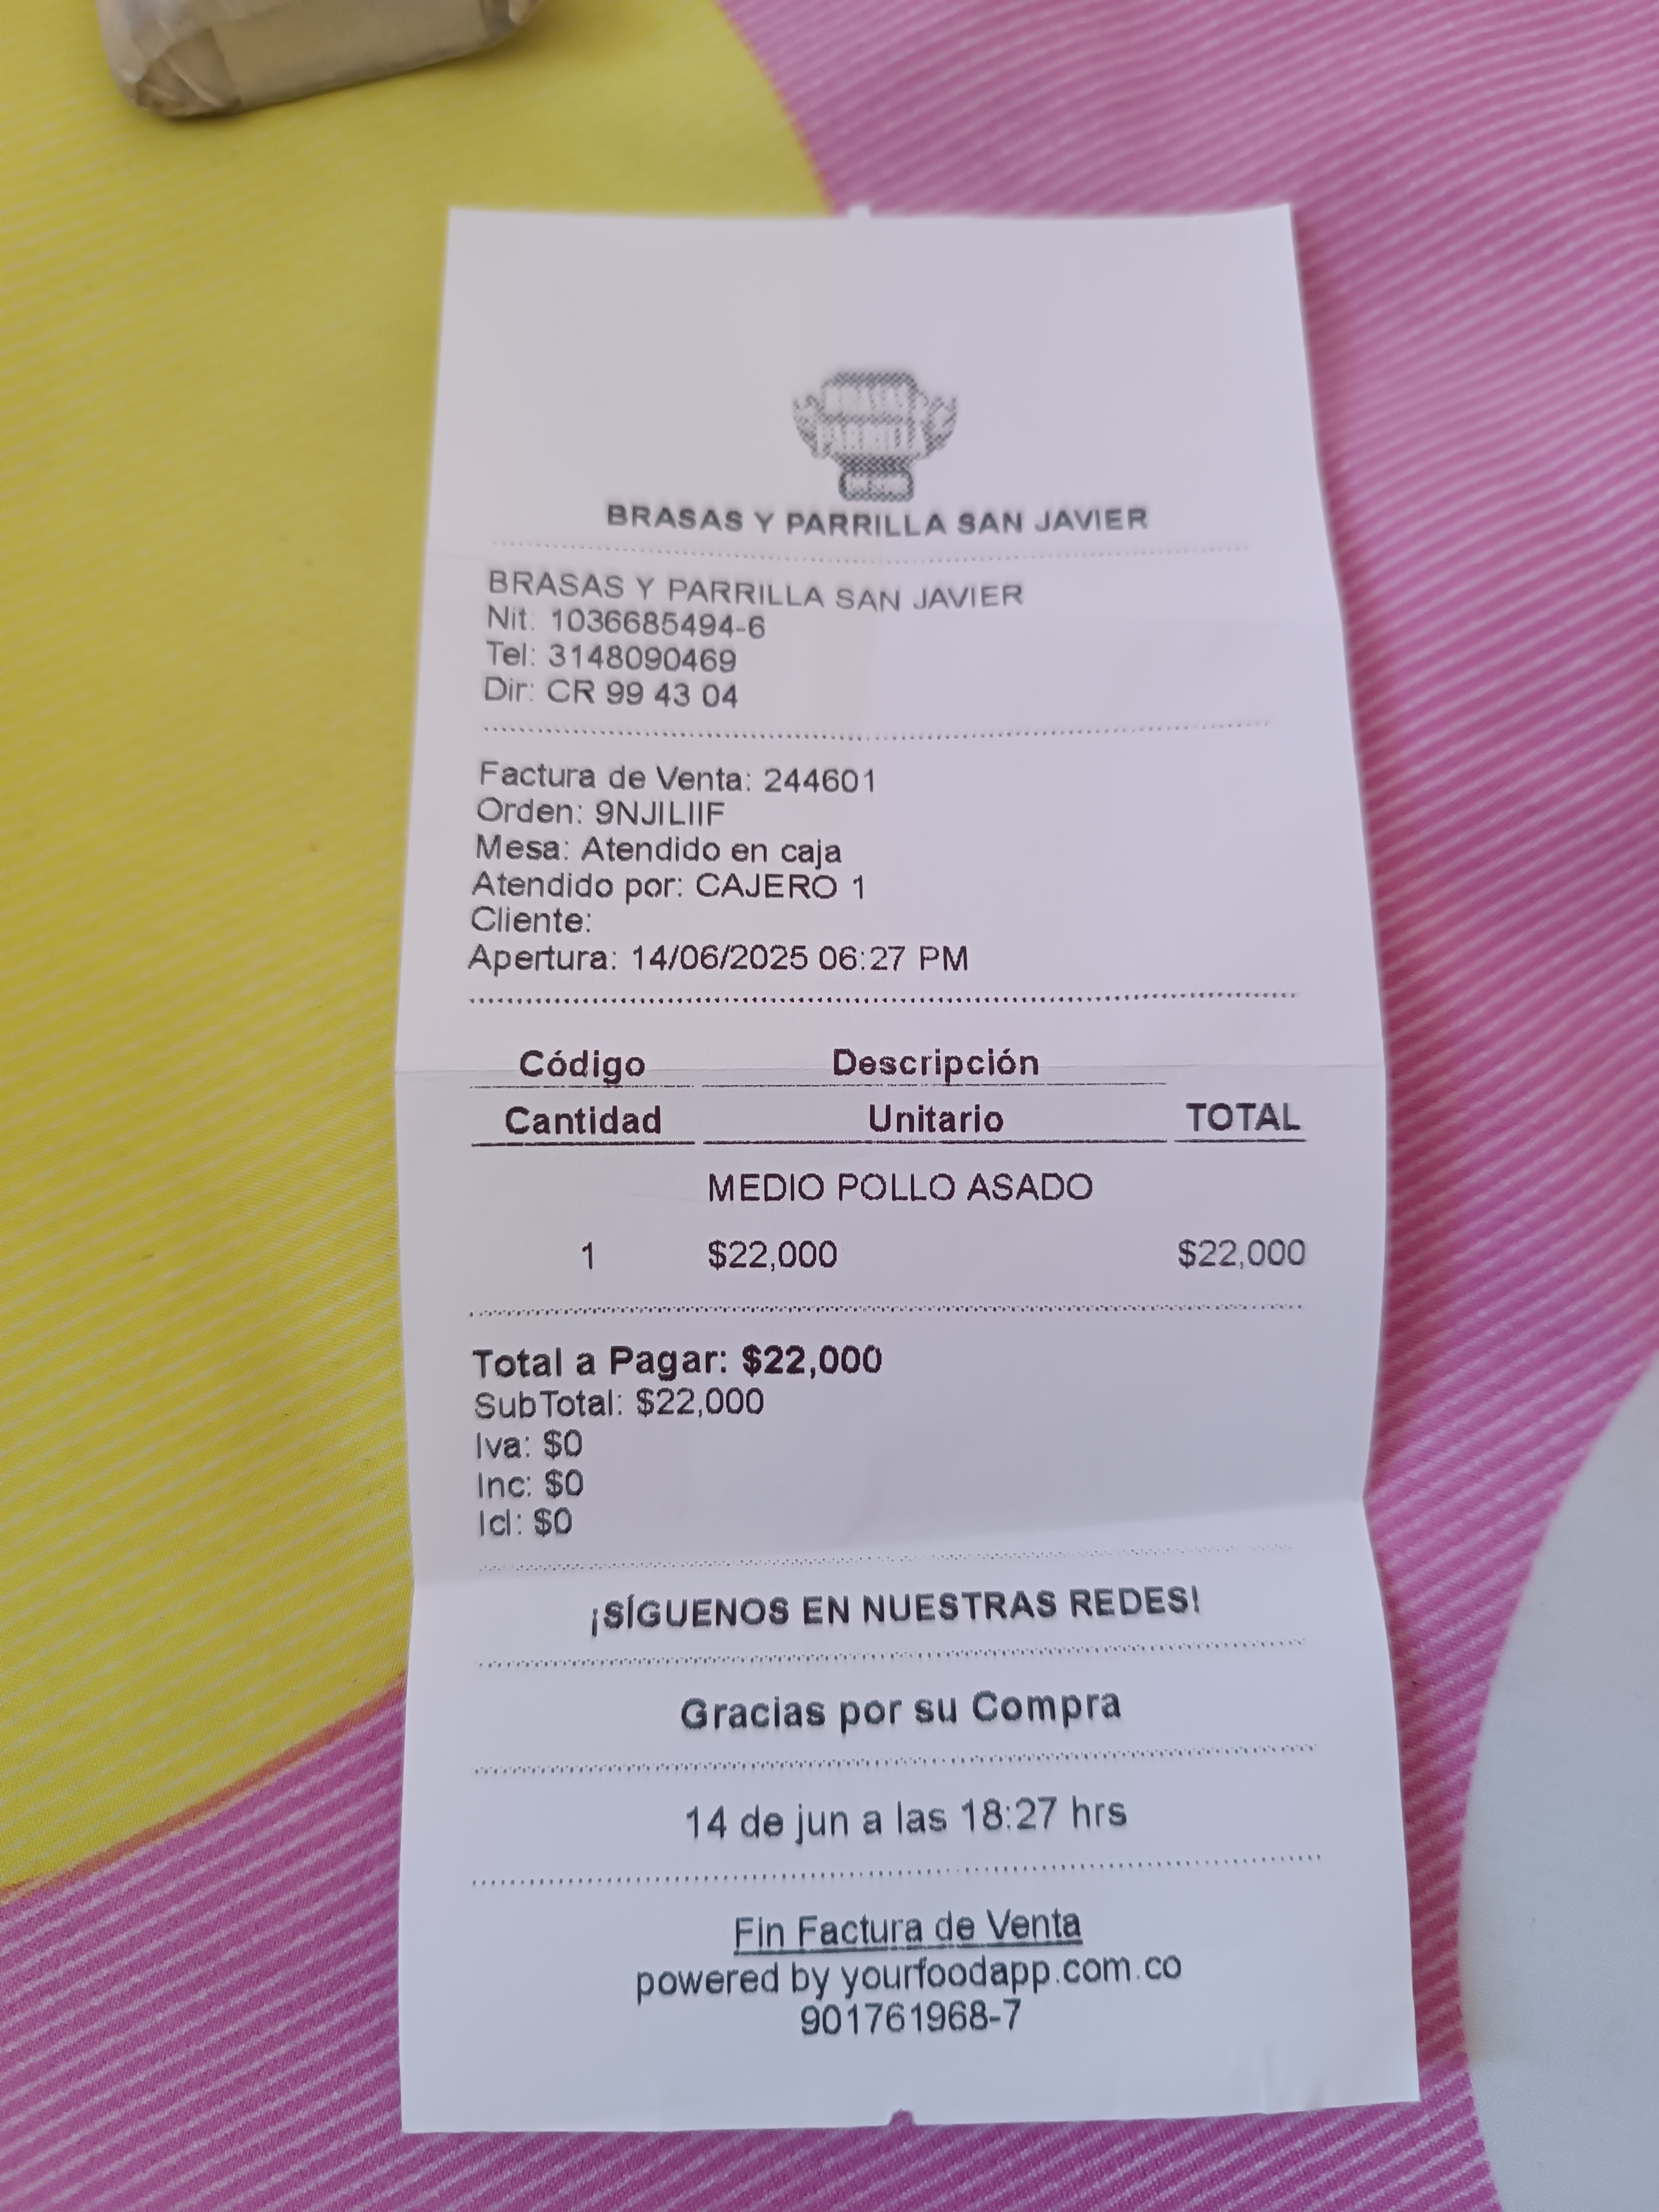 BRASAS
PARRILLA
BRASAS Y PARRILLA SAN JAVIER
BRASAS Y PARRILLA SAN JAVIER
Nit: 1036685494-6
Tel: 3148090469
Dir: CR 99 43 04
Factura de Venta: 244601
Orden: 9NJILIIF
Mesa: Atendido en caja
Atendido por: CAJERO 1
Cliente:
Apertura: 14/06/2025 06:27 PM
Código Descripción
Cantidad Unitario TOTAL
MEDIO POLLO ASADO
1 $22,000 $22,000
Total a Pagar: $22,000
SubTotal: $22,000
Iva: $0
Inc: $0
Icl: $0
¡SÍGUENOS EN NUESTRAS REDES!
Gracias por su Compra
14 de jun a las 18:27 hrs
Fin Factura de Venta
powered by yourfoodapp.com.co
901761968-7